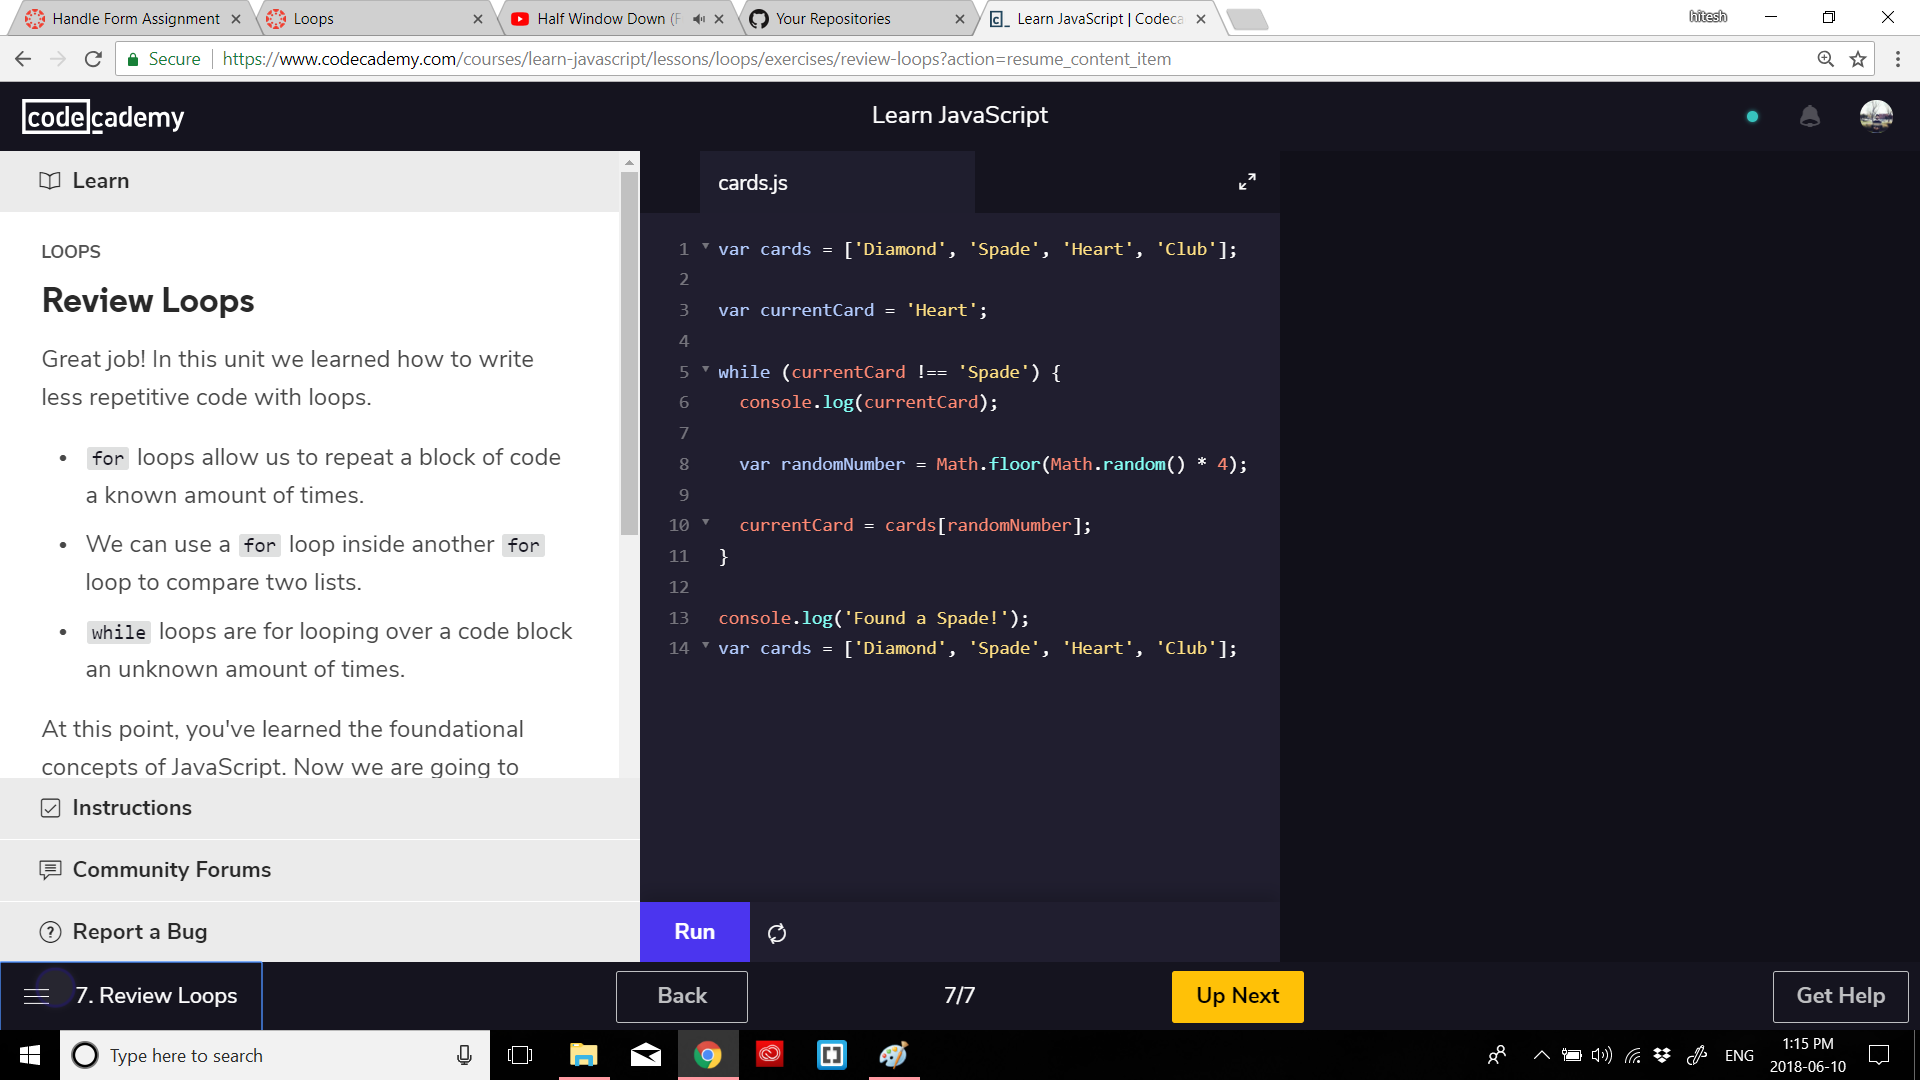 Handle Form Assignment
Loops
Half Window Down (F
Your Repositories
Learn JavaScript | Codeca
hitesh
Secure
https://www.codecademy.com/courses/learn-javascript/lessons/loops/exercises/review-loops?action=resume_content_item
codecademy
Learn JavaScript
Learn
LOOPS
Review Loops
Great job! In this unit we learned how to write
less repetitive code with loops.
• for loops allow us to repeat a block of code
a known amount of times.
• We can use a for loop inside another for
loop to compare two lists.
• while loops are for looping over a code block
an unknown amount of times.
At this point, you've learned the foundational
concepts of JavaScript. Now we are going to
Instructions
Community Forums
Report a Bug
cards.js
1 var cards = ['Diamond', 'Spade', 'Heart', 'Club'];
2
3 var currentCard = 'Heart';
4
5 while (currentCard !== 'Spade') {
6 console.log(currentCard);
7
8 var randomNumber = Math.floor(Math.random() * 4);
9
10 currentCard = cards[randomNumber];
11 }
12
13 console.log('Found a Spade!');
14 var cards = ['Diamond', 'Spade', 'Heart', 'Club'];
Run
7. Review Loops
Back
7/7
Up Next
Get Help
Type here to search
ENG
1:15 PM
2018-06-10